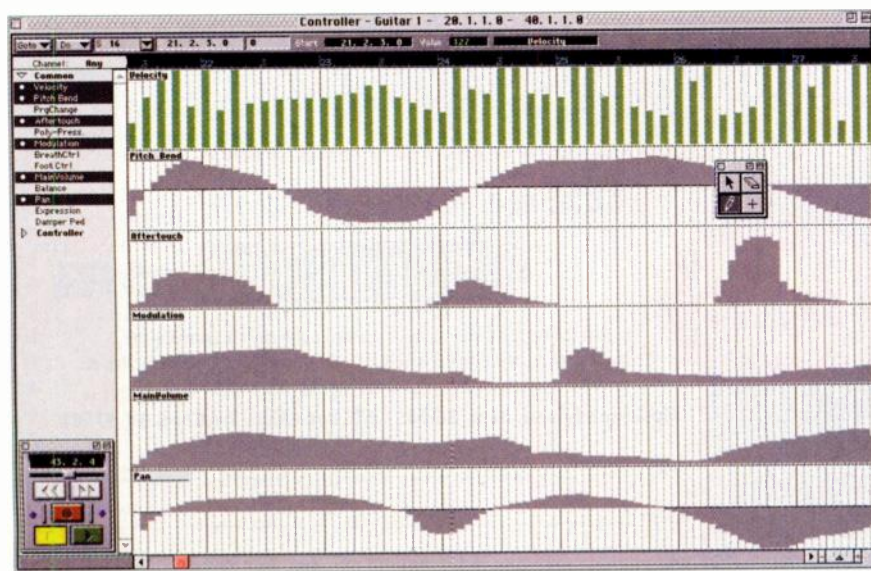 Controller - Guitar 1 - 20.1.1.0 - 40.1.1.0
Goto Do S 16 21. 2. 3. 0 0 Start 21. 2. 3. 0 Value 127 Velocity
Channel: Any
22 23 24 25 26 27
Common
Velocity
Pitch Bend
PrgChange
Aftertouch
Poly-Press.
Modulation
BreathCtrl
Foot Ctrl
MainVolume
Balance
Pan
Expression
Damper Ped
Controller
Velocity
Pitch Bend
Aftertouch
Modulation
MainVolume
Pan
45. 2. 4